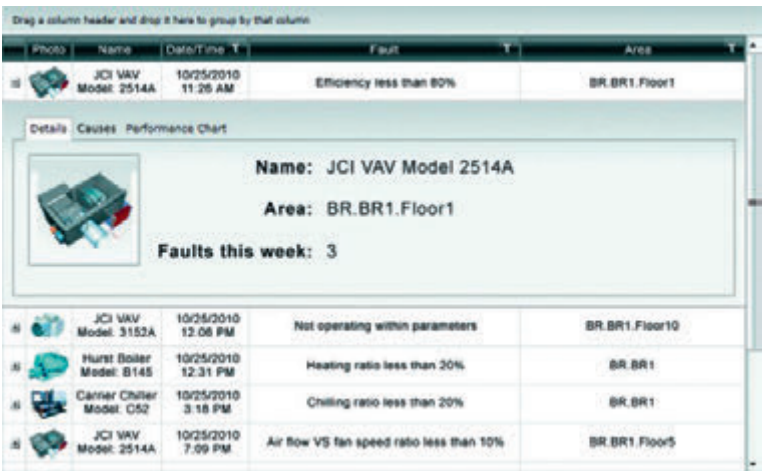 Drag a column header and drop it here to group by that column
Photo Name Date/Time Fault Area
JCI VAV
Model: 2514A
10/25/2010
11:26 AM
Efficiency less than 80%
BR.BR1.Floor1
Details Causes Performance Chart
Name: JCI VAV Model 2514A
Area: BR.BR1.Floor1
Faults this week: 3
JCI VAV
Model: 3152A
10/25/2010
12:06 PM
Not operating within parameters
BR.BR1.Floor10
Hurst Boiler
Model: B145
10/25/2010
12:31 PM
Heating ratio less than 20%
BR.BR1
Carrier Chiller
Model: C52
10/25/2010
3:18 PM
Chilling ratio less than 20%
BR.BR1
JCI VAV
Model: 2514A
10/25/2010
7:09 PM
Air flow VS fan speed ratio less than 10%
BR.BR1.Floor5